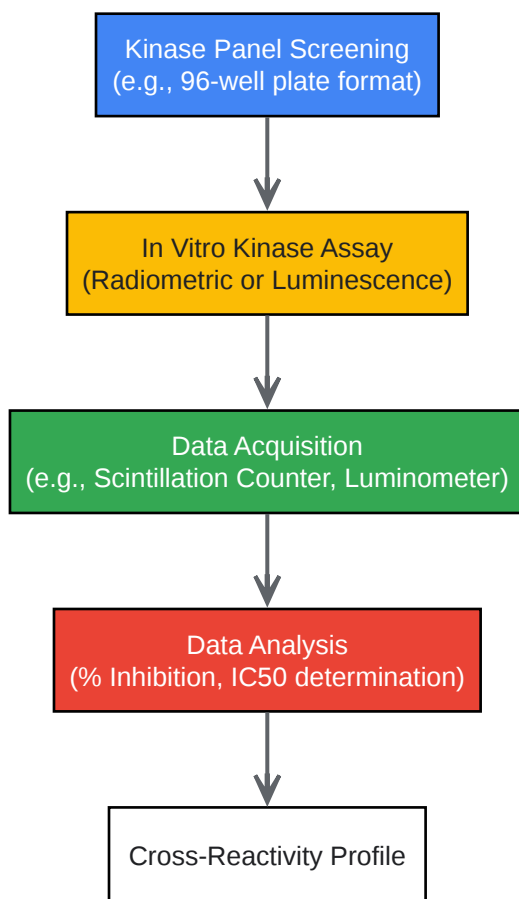 Kinase Panel Screening
(e.g., 96-well plate format)
In Vitro Kinase Assay
(Radiometric or Luminescence)
Data Acquisition
(e.g., Scintillation Counter, Luminometer)
Data Analysis
(% Inhibition, IC50 determination)
Cross-Reactivity Profile